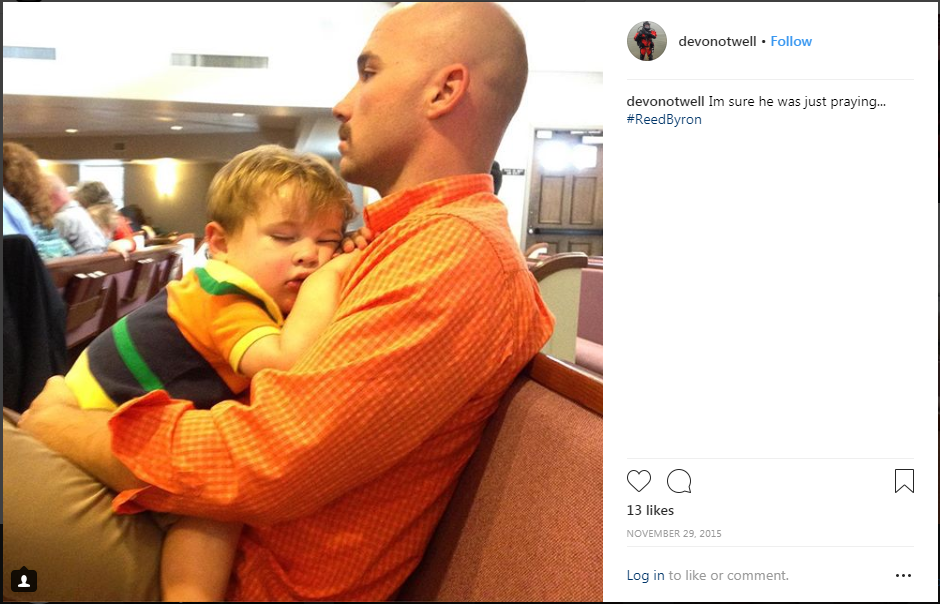 devonotwell • Follow
devonotwell Im sure he was just praying...
#ReedByron
13 likes
NOVEMBER 29, 2015
Log in to like or comment.